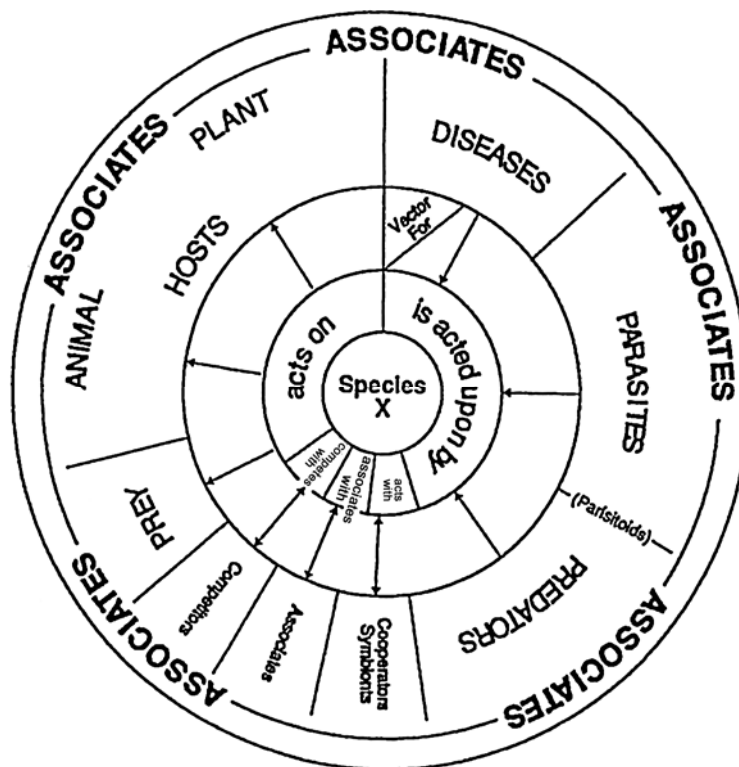 ASSOCIATES
ASSOCIATES
ASSOCIATES
ASSOCIATES
ASSOCIATES
PLANT
HOSTS
ANIMAL
PREY
DISEASES
PARASITES
(Parisitoids)
PREDATORS
Cooperators
Symbionts
Associates
Competitors
Vector
For
acts on
is acted upon by
competes
with
associates
with
acts
with
Species
X